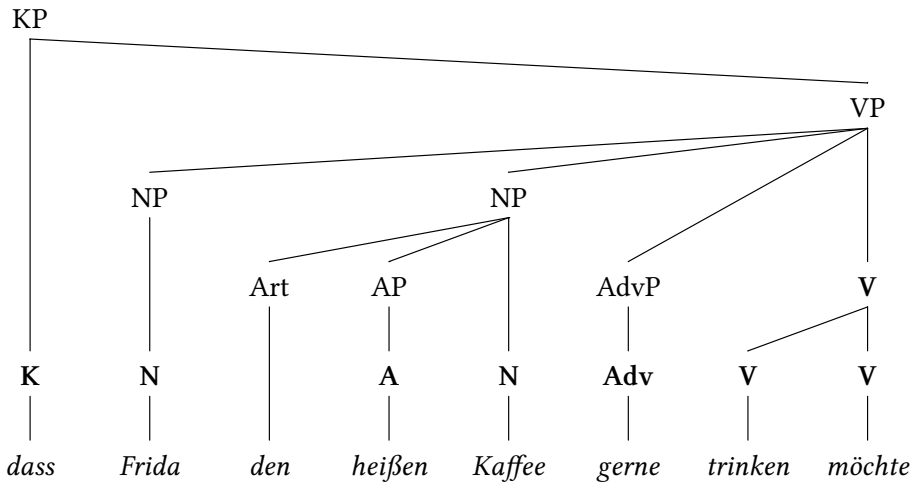 KP
VP
NP NP
Art AP AdvP V
K N A N Adv V V
dass Frida den heißen Kaffee gerne trinken möchte